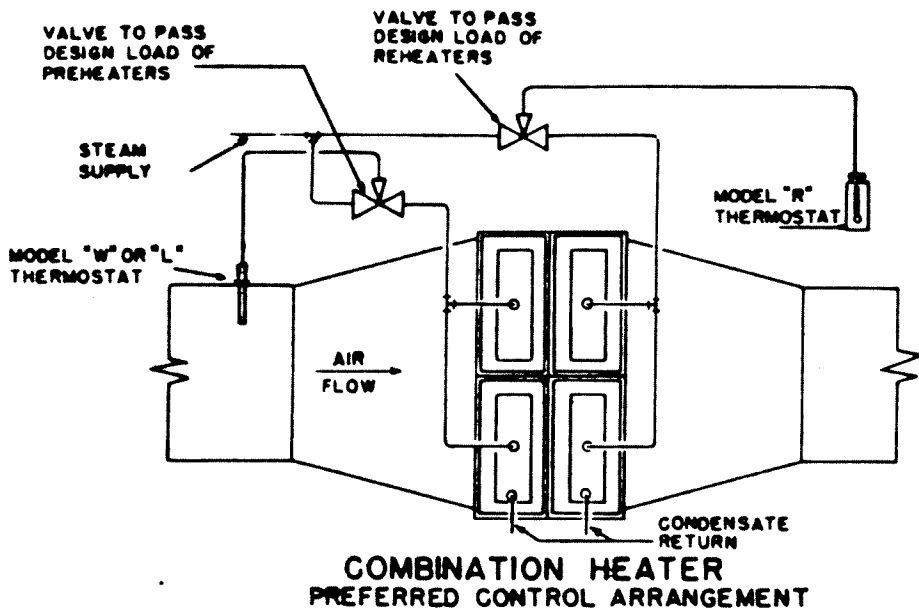 VALVE TO PASS
DESIGN LOAD OF
PREHEATERS
VALVE TO PASS
DESIGN LOAD OF
REHEATERS
STEAM
SUPPLY
MODEL "R"
THERMOSTAT
MODEL "W" OR "L"
THERMOSTAT
AIR
FLOW
CONDENSATE
RETURN
COMBINATION HEATER
PREFERRED CONTROL ARRANGEMENT